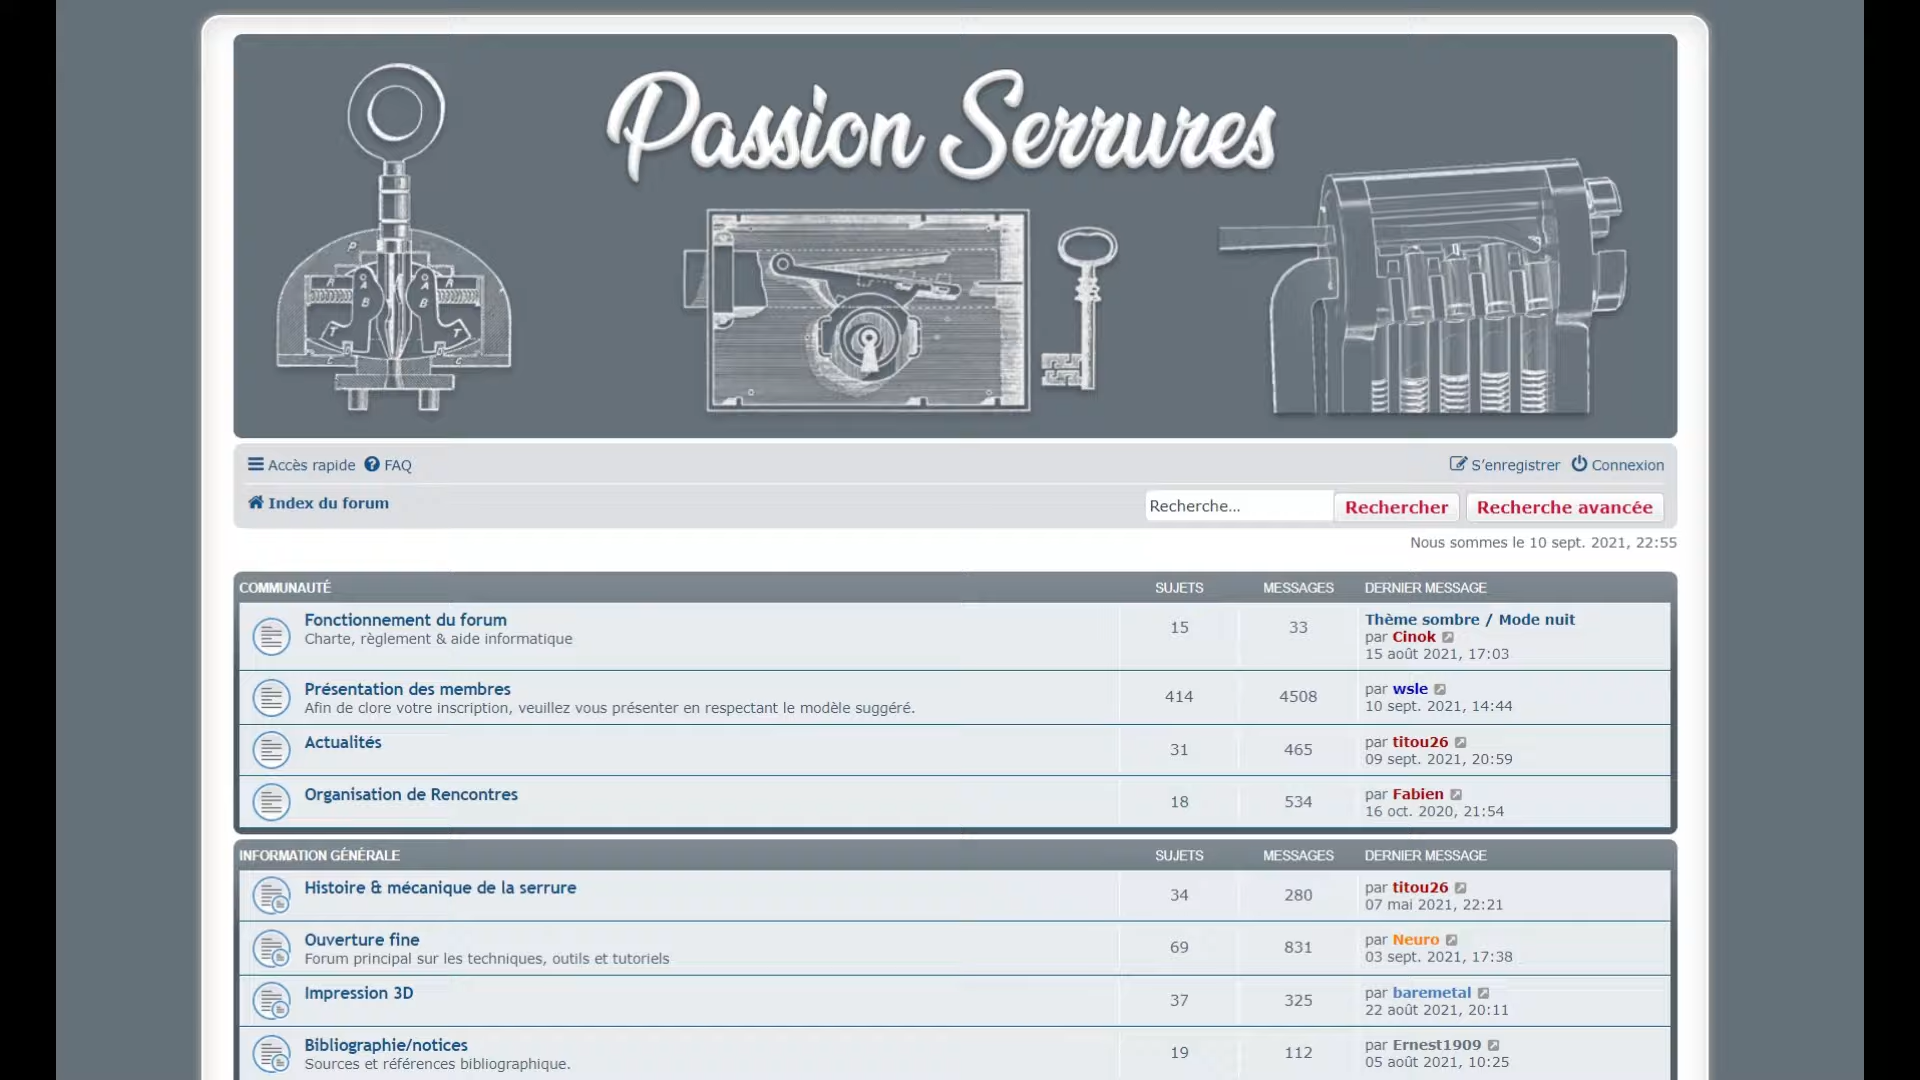 Passion Serrures
Accès rapide FAQ
S’enregistrer Connexion
Index du forum
Recherche... Rechercher Recherche avancée
Nous sommes le 10 sept. 2021, 22:55
COMMUNAUTÉ SUJETS MESSAGES DERNIER MESSAGE
Fonctionnement du forum
Charte, règlement & aide informatique
15 33
Thème sombre / Mode nuit
par Cinok
15 août 2021, 17:03
Présentation des membres
Afin de clore votre inscription, veuillez vous présenter en respectant le modèle suggéré.
414 4508
par wsle
10 sept. 2021, 14:44
Actualités
31 465
par titou26
09 sept. 2021, 20:59
Organisation de Rencontres
18 534
par Fabien
16 oct. 2020, 21:54
INFORMATION GÉNÉRALE SUJETS MESSAGES DERNIER MESSAGE
Histoire & mécanique de la serrure
34 280
par titou26
07 mai 2021, 22:21
Ouverture fine
Forum principal sur les techniques, outils et tutoriels
69 831
par Neuro
03 sept. 2021, 17:38
Impression 3D
37 325
par baremetal
22 août 2021, 20:11
Bibliographie/notices
Sources et références bibliographique.
19 112
par Ernest1909
05 août 2021, 10:25